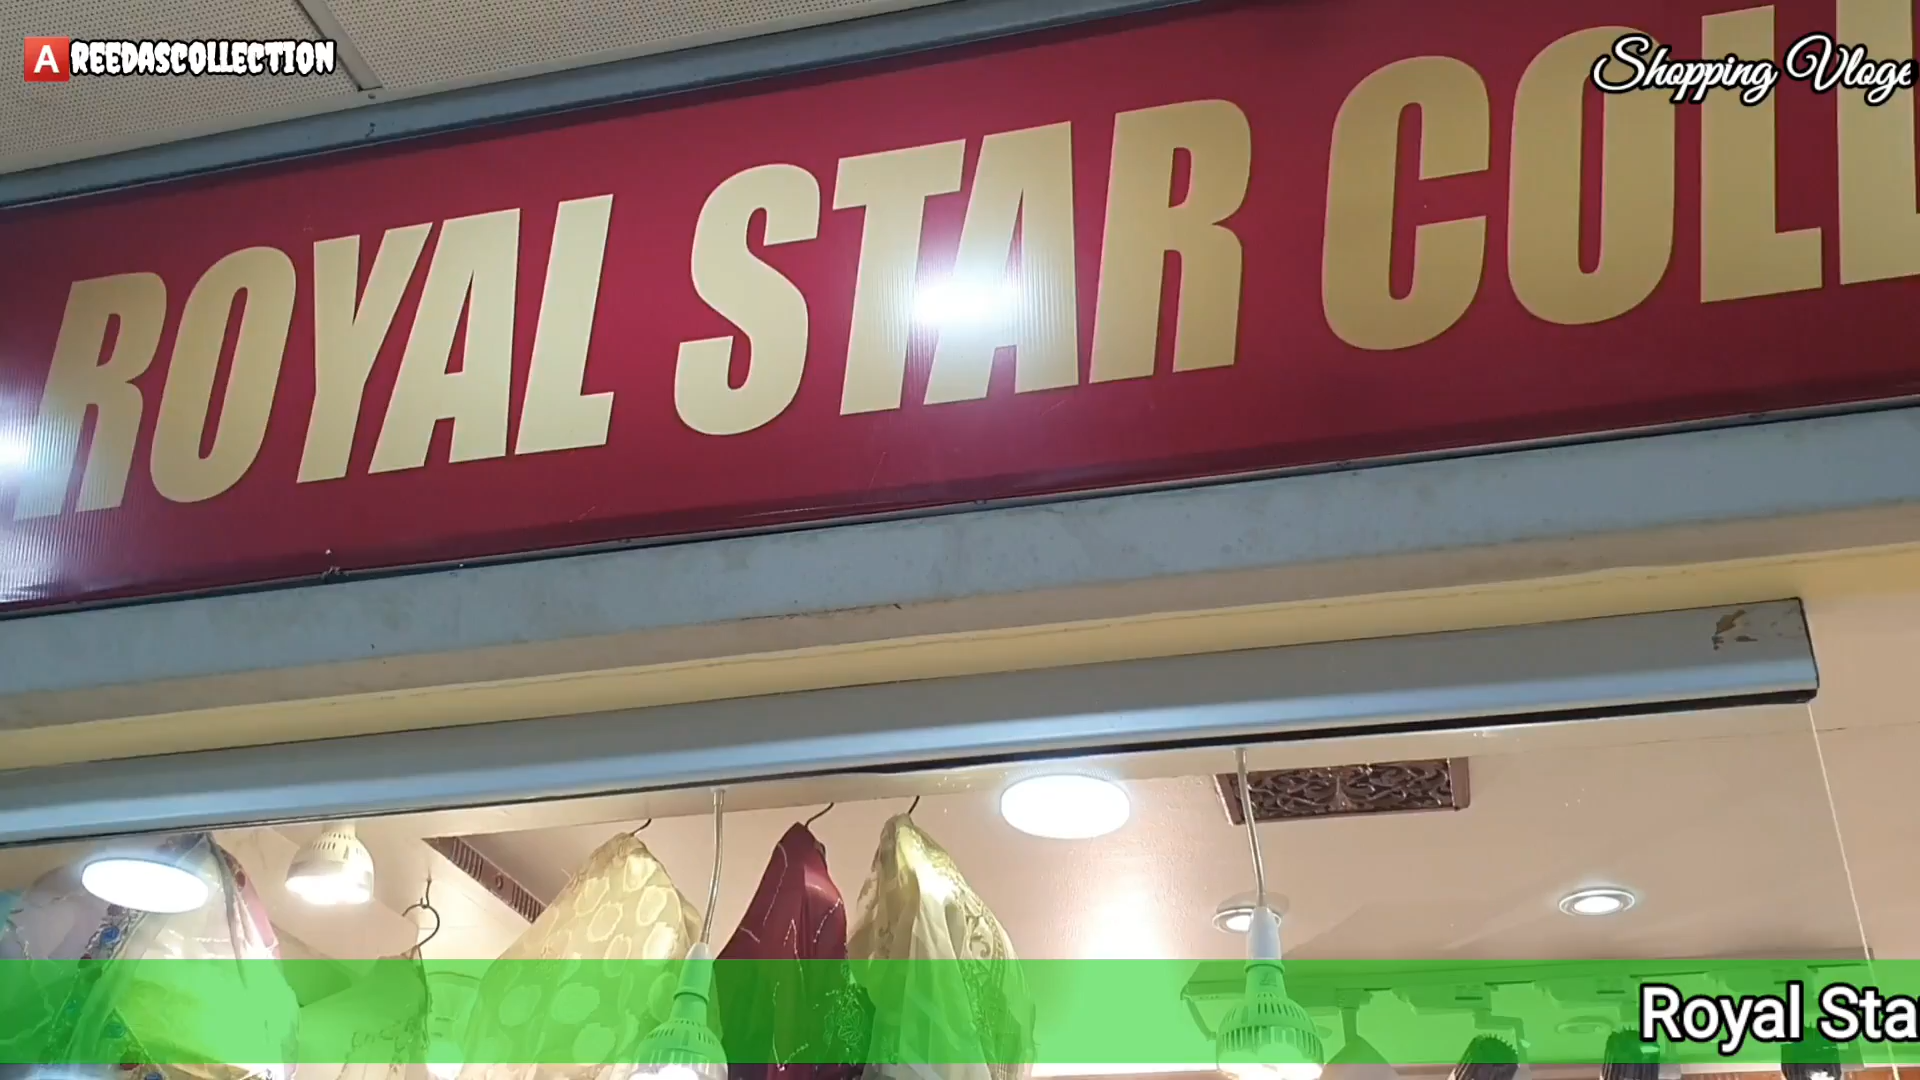 AREEDASCOLLECTION
Shopping Vloge
ROYAL STAR COLL
Royal Sta